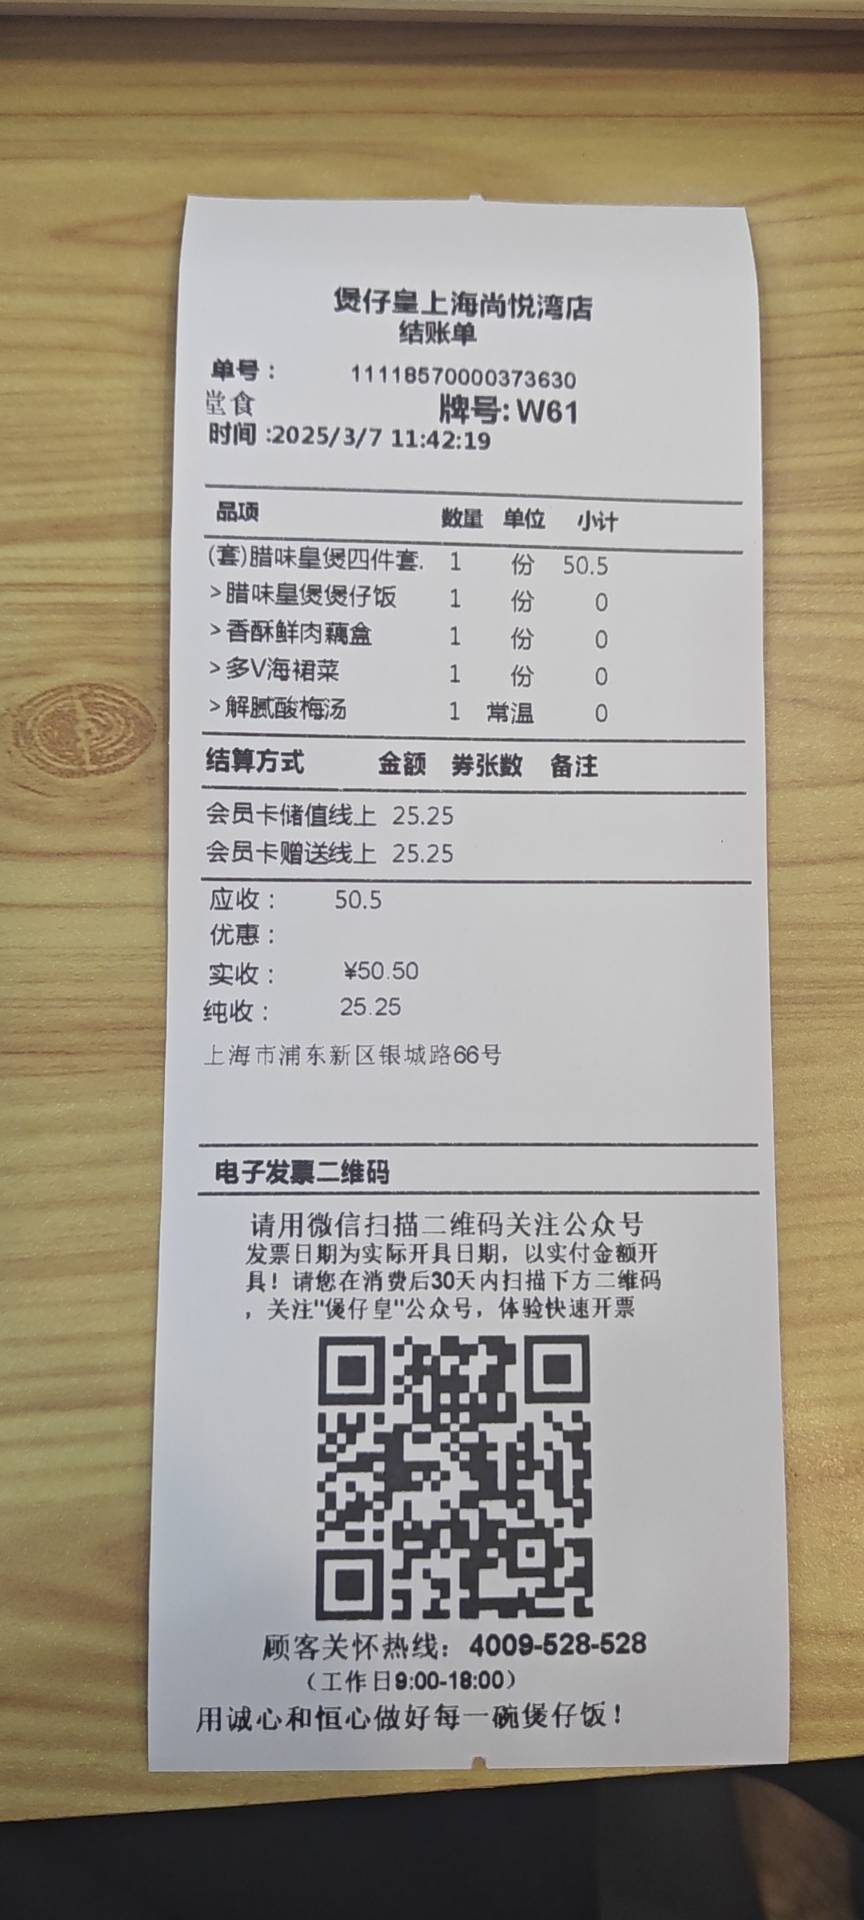 煲仔皇上海尚悦湾店
结账单
单号： 11118570000373630
堂食 牌号: W61
时间 :2025/3/7 11:42:19
品项 数量 单位 小计
(套)腊味皇煲四件套. 1 份 50.5
>腊味皇煲煲仔饭 1 份 0
>香酥鲜肉藕盒 1 份 0
>多V海裙菜 1 份 0
>解腻酸梅汤 1 常温 0
结算方式 金额 券张数 备注
会员卡储值线上 25.25
会员卡赠送线上 25.25
应收： 50.5
优惠：
实收： ¥50.50
纯收： 25.25
上海市浦东新区银城路66号
电子发票二维码
请用微信扫描二维码关注公众号
发票日期为实际开具日期，以实付金额开
具！请您在消费后30天内扫描下方二维码
，关注"煲仔皇"公众号，体验快速开票
顾客关怀热线：4009-528-528
（工作日9:00-18:00）
用诚心和恒心做好每一碗煲仔饭！